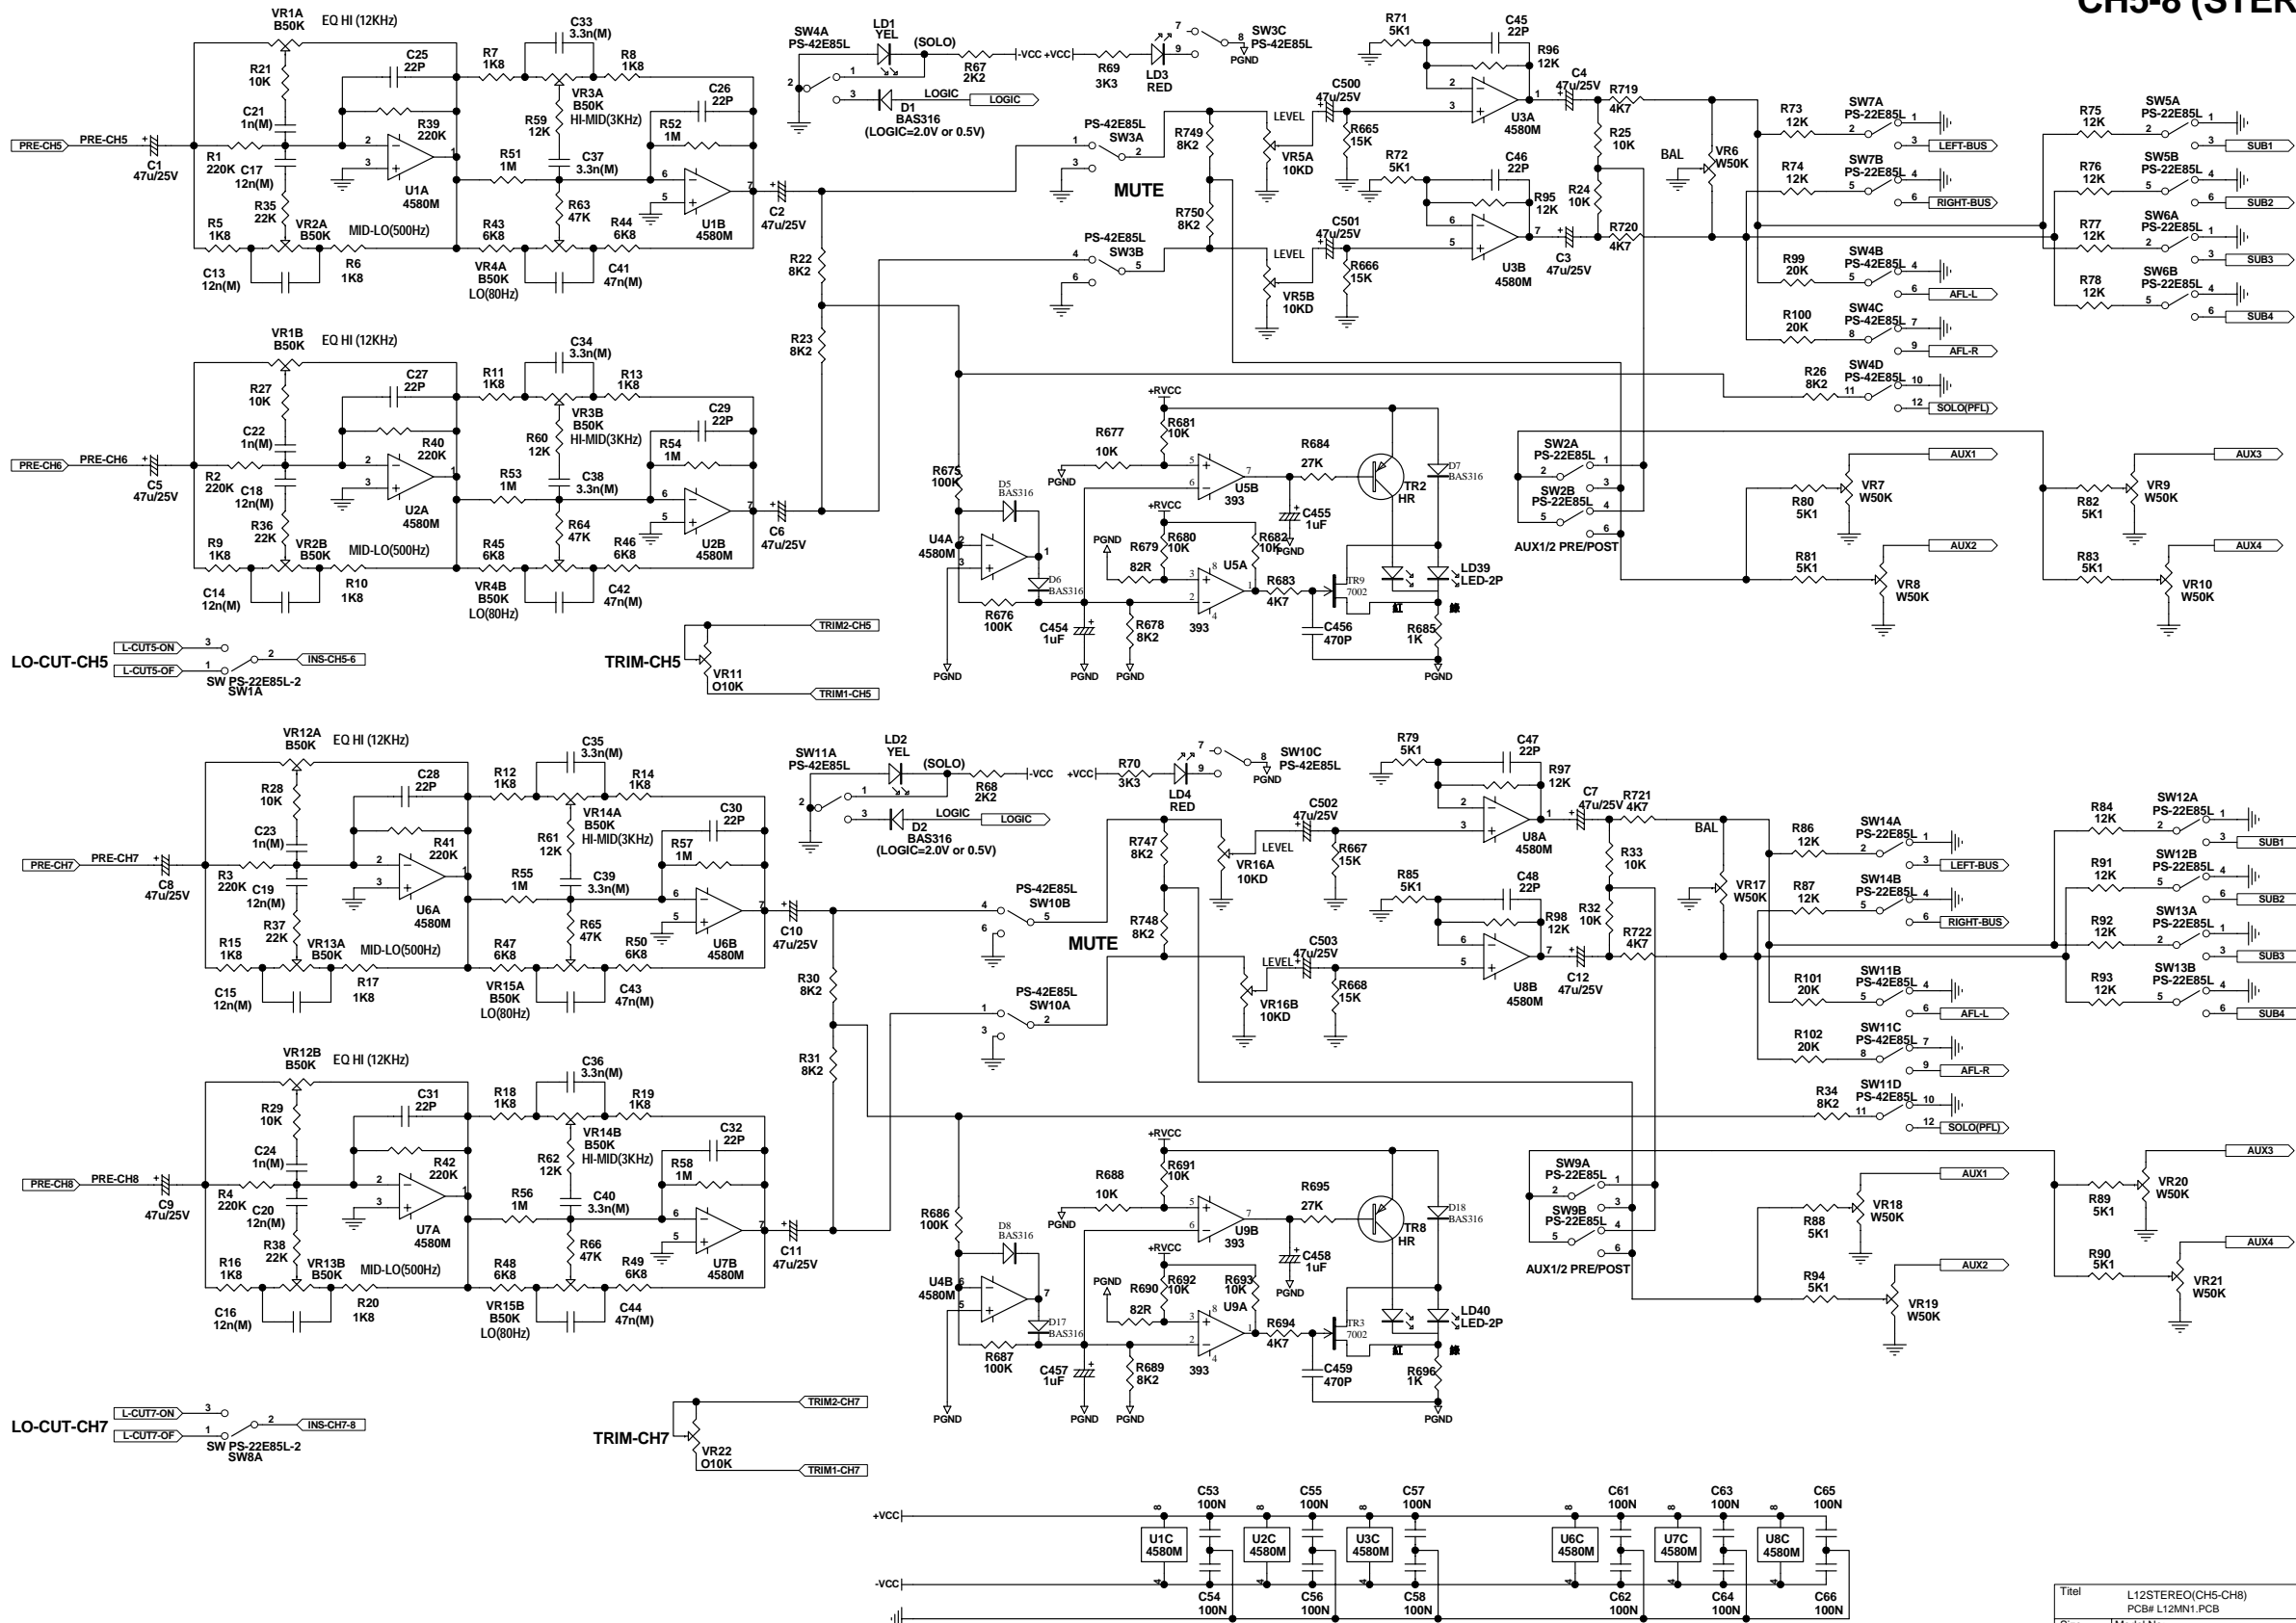 CH5-8 (STER
VR1A
B50K
EQ HI (12KHz)
R21
10K
C21
1n(M)
PRE-CH5
PRE-CH5
C1
47u/25V
R1
220K
C17
12n(M)
R35
22K
R5
1K8
VR2A
B50K
MID-LO(500Hz)
C13
12n(M)
R6
1K8
C25
22P
R39
220K
U1A
4580M
R7
1K8
C33
3.3n(M)
R8
1K8
VR3A
B50K
HI-MID(3KHz)
R59
12K
R51
1M
C37
3.3n(M)
R63
47K
R43
6K8
R44
6K8
VR4A
B50K
LO(80Hz)
C41
47n(M)
C26
22P
R52
1M
U1B
4580M
C2
47u/25V
SW4A
PS-42E85L
LD1
YEL
(SOLO)
R67
2K2
-VCC
+VCC
R69
3K3
LD3
RED
SW3C
PS-42E85L
PGND
D1
BAS316
LOGIC
LOGIC
(LOGIC=2.0V or 0.5V)
PS-42E85L
SW3A
MUTE
PS-42E85L
SW3B
R749
8K2
R750
8K2
LEVEL
VR5A
10KD
LEVEL
VR5B
10KD
C500
47u/25V
R665
15K
C501
47u/25V
R666
15K
R71
5K1
C45
22P
R96
12K
U3A
4580M
R72
5K1
C46
22P
R95
12K
U3B
4580M
C4
47u/25V
C3
47u/25V
R719
4K7
R25
10K
R24
10K
R720
4K7
BAL
VR6
W50K
R73
12K
SW7A
PS-22E85L
LEFT-BUS
R74
12K
SW7B
PS-22E85L
RIGHT-BUS
R99
20K
SW4B
PS-42E85L
AFL-L
R100
20K
SW4C
PS-42E85L
AFL-R
R26
8K2
SW4D
PS-42E85L
SOLO(PFL)
R75
12K
SW5A
PS-22E85L
SUB1
R76
12K
SW5B
PS-22E85L
SUB2
R77
12K
SW6A
PS-22E85L
SUB3
R78
12K
SW6B
PS-22E85L
SUB4
R22
8K2
R23
8K2
VR1B
B50K
EQ HI (12KHz)
R27
10K
C22
1n(M)
PRE-CH6
PRE-CH6
C5
47u/25V
R2
220K
C18
12n(M)
R36
22K
R9
1K8
VR2B
B50K
MID-LO(500Hz)
C14
12n(M)
R10
1K8
C27
22P
R40
220K
U2A
4580M
R11
1K8
C34
3.3n(M)
R13
1K8
VR3B
B50K
HI-MID(3KHz)
R60
12K
R53
1M
C38
3.3n(M)
R64
47K
R45
6K8
R46
6K8
VR4B
B50K
LO(80Hz)
C42
47n(M)
C29
22P
R54
1M
U2B
4580M
C6
47u/25V
R675
100K
D5
BAS316
U4A
4580M
D6
BAS316
R676
100K
C454
1uF
R678
8K2
PGND
PGND
PGND
R677
10K
PGND
+RVCC
R681
10K
U5B
393
R684
27K
TR2
HR
D7
BAS316
C455
1uF
PGND
+RVCC
R680
10K
R682
10K
PGND
R679
82R
U5A
393
R683
4K7
TR9
7002
C456
470P
紅
綠
LD39
LED-2P
R685
1K
PGND
SW2A
PS-22E85L
SW2B
PS-22E85L
AUX1/2 PRE/POST
R80
5K1
VR7
W50K
AUX1
R81
5K1
VR8
W50K
AUX2
R82
5K1
VR9
W50K
AUX3
R83
5K1
VR10
W50K
AUX4
LO-CUT-CH5
L-CUT5-ON
L-CUT5-OF
INS-CH5-6
SW PS-22E85L-2
SW1A
TRIM-CH5
TRIM2-CH5
VR11
O10K
TRIM1-CH5
VR12A
B50K
EQ HI (12KHz)
R28
10K
C23
1n(M)
PRE-CH7
PRE-CH7
C8
47u/25V
R3
220K
C19
12n(M)
R37
22K
R15
1K8
VR13A
B50K
MID-LO(500Hz)
C15
12n(M)
R17
1K8
C28
22P
R41
220K
U6A
4580M
R12
1K8
C35
3.3n(M)
R14
1K8
VR14A
B50K
HI-MID(3KHz)
R61
12K
R55
1M
C39
3.3n(M)
R65
47K
R47
6K8
R50
6K8
VR15A
B50K
LO(80Hz)
C43
47n(M)
C30
22P
R57
1M
U6B
4580M
C10
47u/25V
SW11A
PS-42E85L
LD2
YEL
(SOLO)
R68
2K2
-VCC
+VCC
R70
3K3
LD4
RED
SW10C
PS-42E85L
PGND
D2
BAS316
LOGIC
LOGIC
(LOGIC=2.0V or 0.5V)
PS-42E85L
SW10B
MUTE
PS-42E85L
SW10A
R747
8K2
R748
8K2
VR16A
10KD
LEVEL
VR16B
10KD
LEVEL
C502
47u/25V
R667
15K
C503
47u/25V
R668
15K
R79
5K1
C47
22P
R97
12K
U8A
4580M
R85
5K1
C48
22P
R98
12K
U8B
4580M
C7
47u/25V
C12
47u/25V
R721
4K7
R33
10K
R32
10K
R722
4K7
BAL
VR17
W50K
R86
12K
SW14A
PS-22E85L
LEFT-BUS
R87
12K
SW14B
PS-22E85L
RIGHT-BUS
R101
20K
SW11B
PS-42E85L
AFL-L
R102
20K
SW11C
PS-42E85L
AFL-R
R34
8K2
SW11D
PS-42E85L
SOLO(PFL)
R84
12K
SW12A
PS-22E85L
SUB1
R91
12K
SW12B
PS-22E85L
SUB2
R92
12K
SW13A
PS-22E85L
SUB3
R93
12K
SW13B
PS-22E85L
SUB4
R30
8K2
R31
8K2
VR12B
B50K
EQ HI (12KHz)
R29
10K
C24
1n(M)
PRE-CH8
PRE-CH8
C9
47u/25V
R4
220K
C20
12n(M)
R38
22K
R16
1K8
VR13B
B50K
MID-LO(500Hz)
C16
12n(M)
R20
1K8
C31
22P
R42
220K
U7A
4580M
R18
1K8
C36
3.3n(M)
R19
1K8
VR14B
B50K
HI-MID(3KHz)
R62
12K
R56
1M
C40
3.3n(M)
R66
47K
R48
6K8
R49
6K8
VR15B
B50K
LO(80Hz)
C44
47n(M)
C32
22P
R58
1M
U7B
4580M
C11
47u/25V
R686
100K
D8
BAS316
U4B
4580M
D17
BAS316
R687
100K
C457
1uF
R689
8K2
PGND
PGND
PGND
R688
10K
PGND
+RVCC
R691
10K
U9B
393
R695
27K
TR8
HR
D18
BAS316
C458
1uF
PGND
+RVCC
R692
10K
R693
10K
PGND
R690
82R
U9A
393
R694
4K7
TR3
7002
C459
470P
紅
綠
LD40
LED-2P
R696
1K
PGND
SW9A
PS-22E85L
SW9B
PS-22E85L
AUX1/2 PRE/POST
R88
5K1
VR18
W50K
AUX1
R94
5K1
VR19
W50K
AUX2
R89
5K1
VR20
W50K
AUX3
R90
5K1
VR21
W50K
AUX4
LO-CUT-CH7
L-CUT7-ON
L-CUT7-OF
INS-CH7-8
SW PS-22E85L-2
SW8A
TRIM-CH7
TRIM2-CH7
VR22
O10K
TRIM1-CH7
+VCC
-VCC
U1C
4580M
C53
100N
C54
100N
U2C
4580M
C55
100N
C56
100N
U3C
4580M
C57
100N
C58
100N
U6C
4580M
C61
100N
C62
100N
U7C
4580M
C63
100N
C64
100N
U8C
4580M
C65
100N
C66
100N
Titel
L12STEREO(CH5-CH8)
PCB# L12MN1.PCB